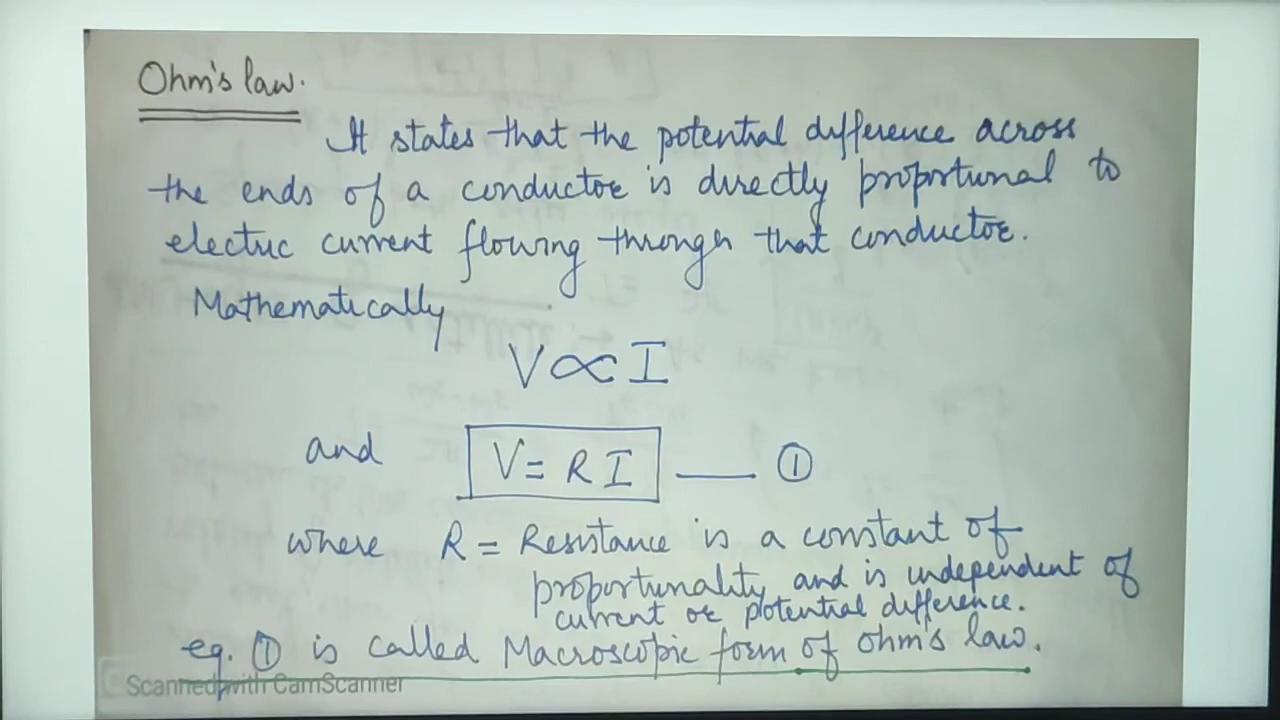 Ohm's law.
It states that the potential difference across
the ends of a conductor is directly proportional to
electric current flowing through that conductor.
Mathematically
V ∝ I
and V = R I —— ①
where R = Resistance is a constant of
proportionality and is independent of
current or potential difference.
eq. ① is called Macroscopic form of ohm's law.
Scanned with CamScanner